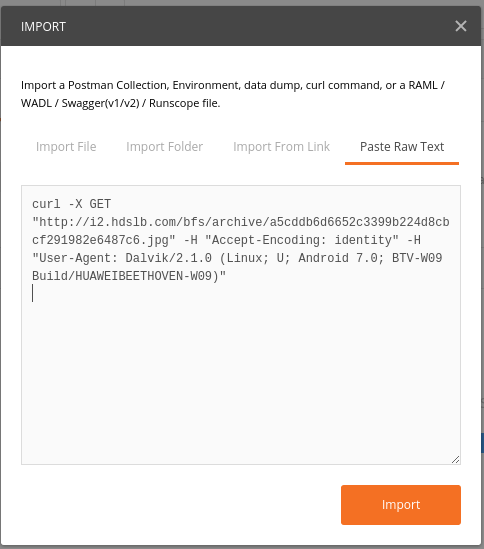 IMPORT
Import a Postman Collection, Environment, data dump, curl command, or a RAML /
WADL / Swagger(v1/v2) / Runscope file.
Import File Import Folder Import From Link Paste Raw Text
curl -X GET
"http://i2.hdslb.com/bfs/archive/a5cddb6d6652c3399b224d8cb
cf291982e6487c6.jpg" -H "Accept-Encoding: identity" -H
"User-Agent: Dalvik/2.1.0 (Linux; U; Android 7.0; BTV-W09
Build/HUAWEIBEETHOVEN-W09)"
Import